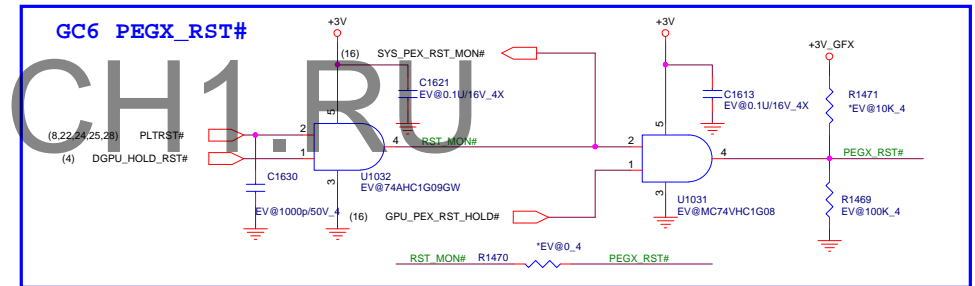 GC6 PEGX_RST#
+3V
+3V
(16) SYS_PEX_RST_MON#
+3V_GFX
C1621
EV@0.1U/16V_4X
C1613
EV@0.1U/16V_4X
R1471
*EV@10K_4
CH1.RU
5
5
(8,22,24,25,28) PLTRST#
2
4
RST_MON#
2
4
PEGX_RST#
(4) DGPU_HOLD_RST#
1
1
C1630
U1032
EV@74AHC1G09GW
3
3
EV@1000p/50V_4
(16) GPU_PEX_RST_HOLD#
U1031
EV@MC74VHC1G08
R1469
EV@100K_4
*EV@0_4
RST_MON# R1470 PEGX_RST#